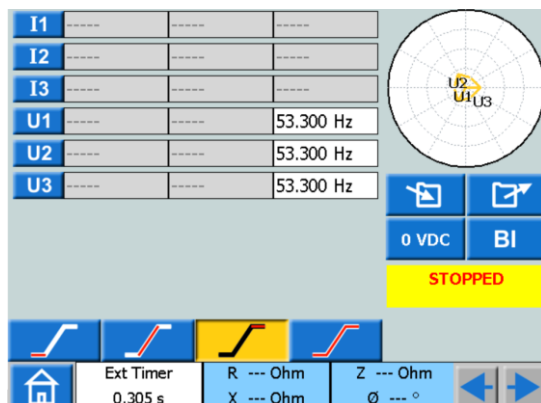 I1 ----- ----- -----
I2 ----- ----- -----
I3 ----- ----- -----
U1 ----- ----- 53.300 Hz
U2 ----- ----- 53.300 Hz
U3 ----- ----- 53.300 Hz
U2
U1 U3
0 VDC BI
STOPPED
Ext Timer R --- Ohm Z --- Ohm
0.305 s X --- Ohm Ø --- °